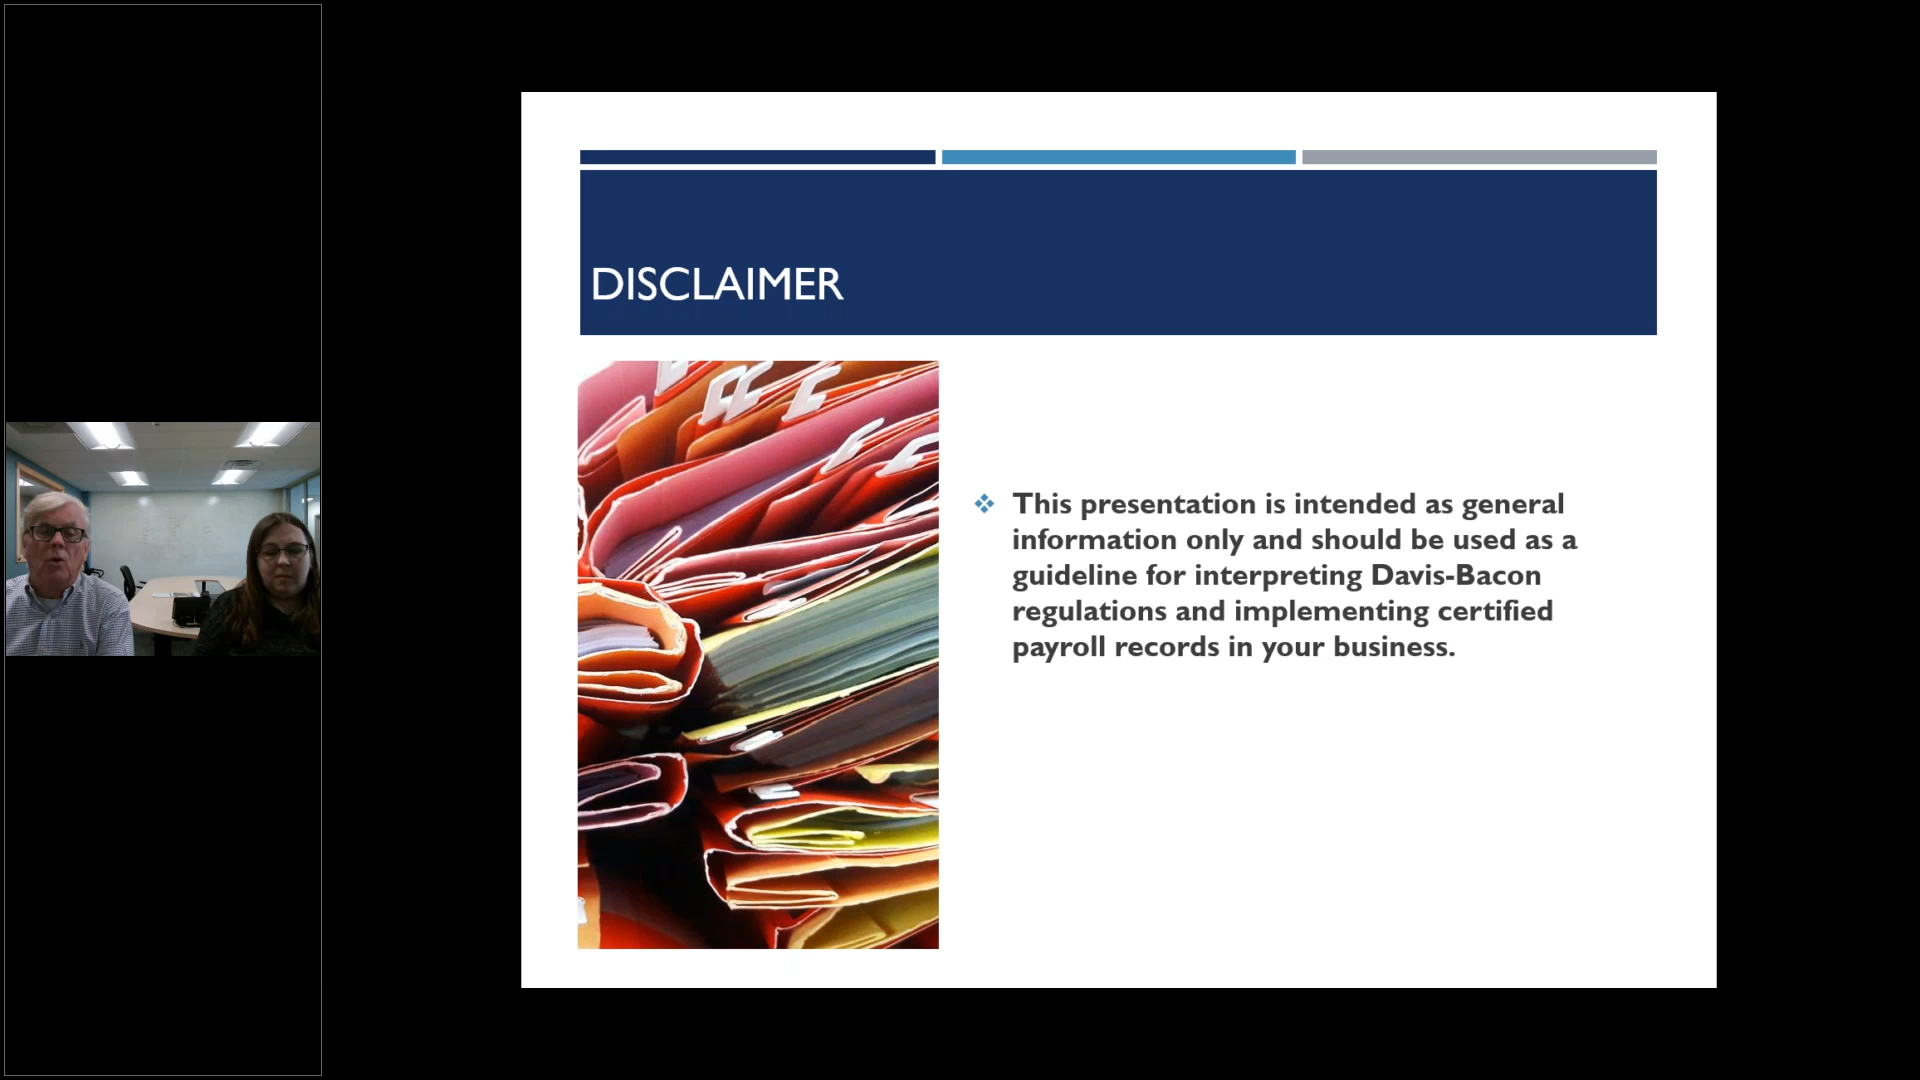 DISCLAIMER
This presentation is intended as general
information only and should be used as a
guideline for interpreting Davis-Bacon
regulations and implementing certified
payroll records in your business.